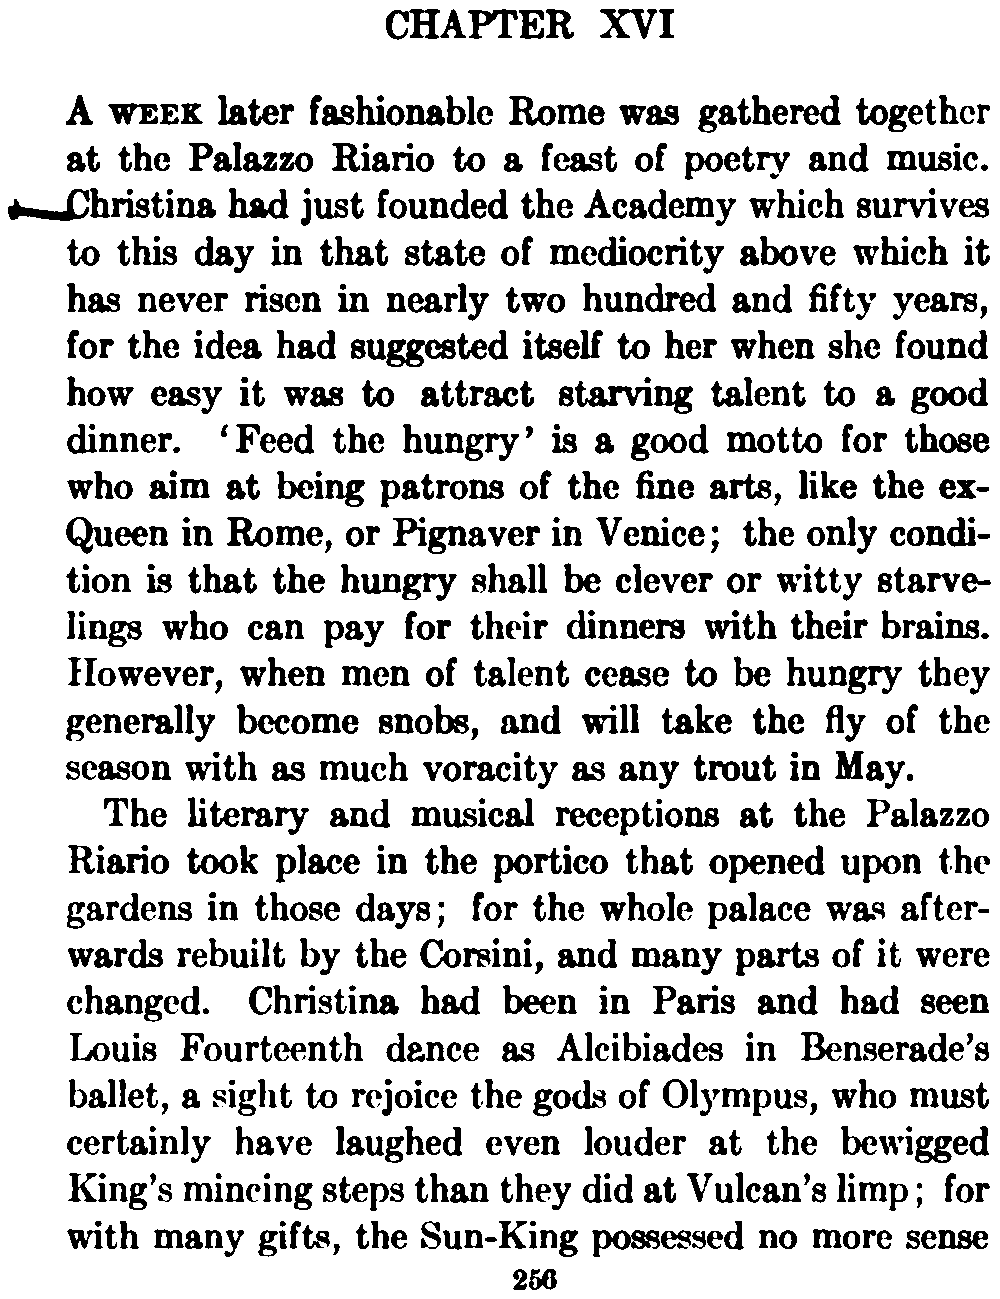 CHAPTER XVI
A WEEK later fashionable Rome was gathered together
at the Palazzo Riario to a feast of poetry and music.
Christina had just founded the Academy which survives
to this day in that state of mediocrity above which it
has never risen in nearly two hundred and fifty years,
for the idea had suggested itself to her when she found
how easy it was to attract starving talent to a good
dinner. ‘Feed the hungry’ is a good motto for those
who aim at being patrons of the fine arts, like the ex-
Queen in Rome, or Pignaver in Venice; the only condi-
tion is that the hungry shall be clever or witty starve-
lings who can pay for their dinners with their brains.
However, when men of talent cease to be hungry they
generally become snobs, and will take the fly of the
season with as much voracity as any trout in May.
The literary and musical receptions at the Palazzo
Riario took place in the portico that opened upon the
gardens in those days; for the whole palace was after-
wards rebuilt by the Corsini, and many parts of it were
changed. Christina had been in Paris and had seen
Louis Fourteenth dance as Alcibiades in Benserade’s
ballet, a sight to rejoice the gods of Olympus, who must
certainly have laughed even louder at the bewigged
King’s mincing steps than they did at Vulcan’s limp; for
with many gifts, the Sun-King possessed no more sense
256